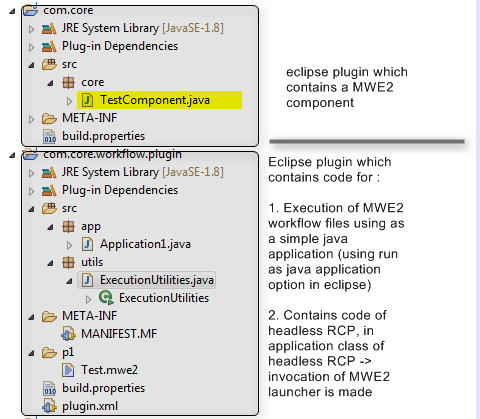 com.core
JRE System Library [JavaSE-1.8]
Plug-in Dependencies
src
core
TestComponent.java
META-INF
build.properties
eclipse plugin which
contains a MWE2
component
com.core.workflow.plugin
JRE System Library [JavaSE-1.8]
Plug-in Dependencies
src
app
Application1.java
utils
ExecutionUtilities.java
ExecutionUtilities
META-INF
MANIFEST.MF
p1
Test.mwe2
build.properties
plugin.xml
Eclipse plugin which
contains code for :
1. Execution of MWE2
workflow files using as
a simple java
application (using run
as java application
option in eclipse)
2. Contains code of
headless RCP, in
application class of
headless RCP ->
invocation of MWE2
launcher is made